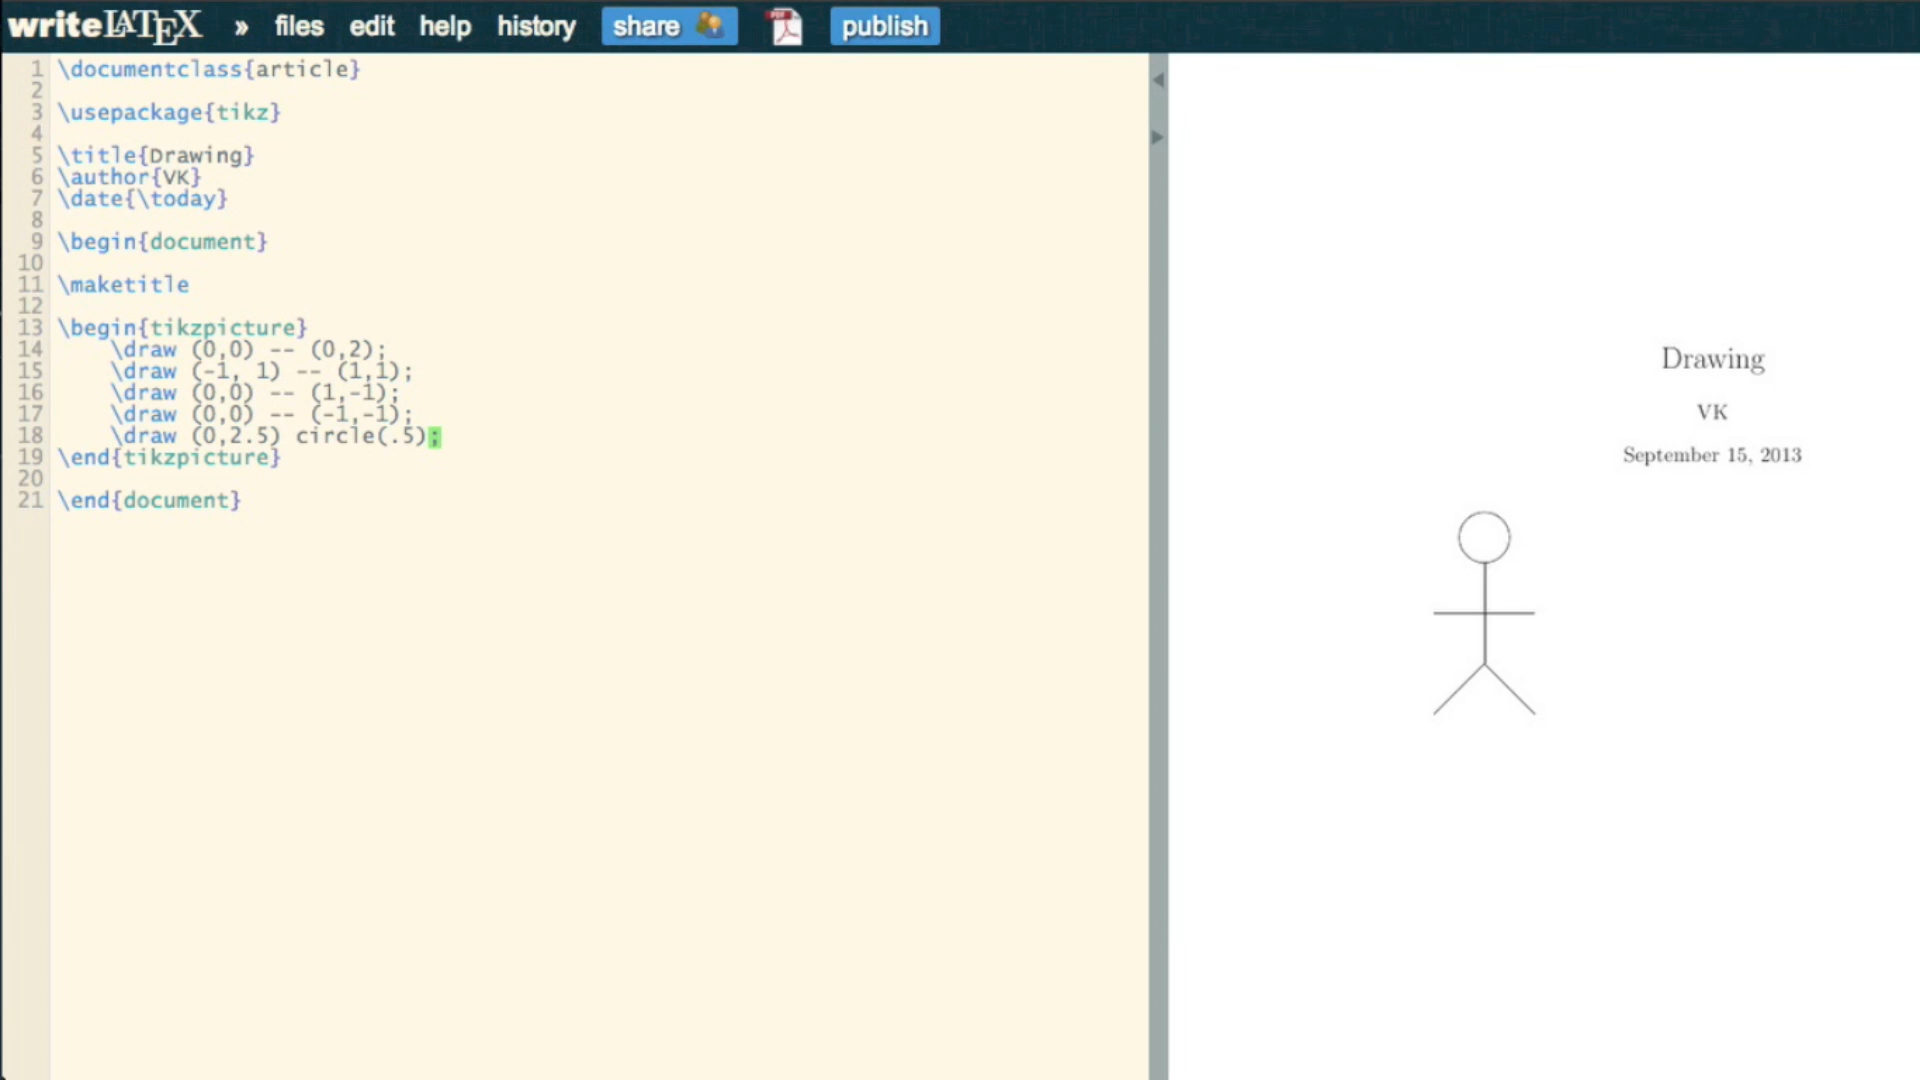 writeLATEX » files edit help history share PDF publish
1 \documentclass{article}
2
3 \usepackage{tikz}
4
5 \title{Drawing}
6 \author{VK}
7 \date{\today}
8
9 \begin{document}
10
11 \maketitle
12
13 \begin{tikzpicture}
14 \draw (0,0) -- (0,2);
15 \draw (-1, 1) -- (1,1);
16 \draw (0,0) -- (1,-1);
17 \draw (0,0) -- (-1,-1);
18 \draw (0,2.5) circle(.5);
19 \end{tikzpicture}
20
21 \end{document}
Drawing
VK
September 15, 2013